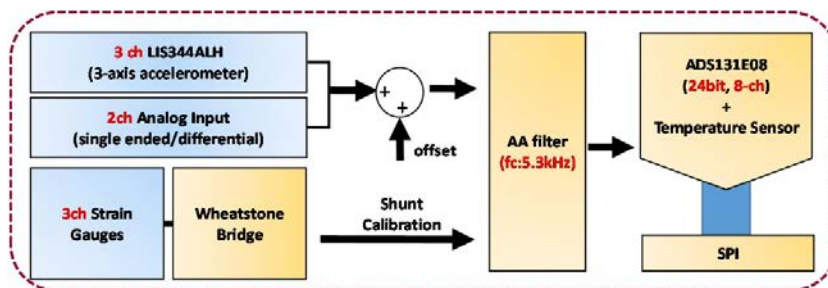 3 ch LIS344ALH
(3-axis accelerometer)
2ch Analog Input
(single ended/differential)
+
+
offset
3ch Strain
Gauges
Wheatstone
Bridge
Shunt
Calibration
AA filter
(fc:5.3kHz)
ADS131E08
(24bit, 8-ch)
+
Temperature Sensor
SPI